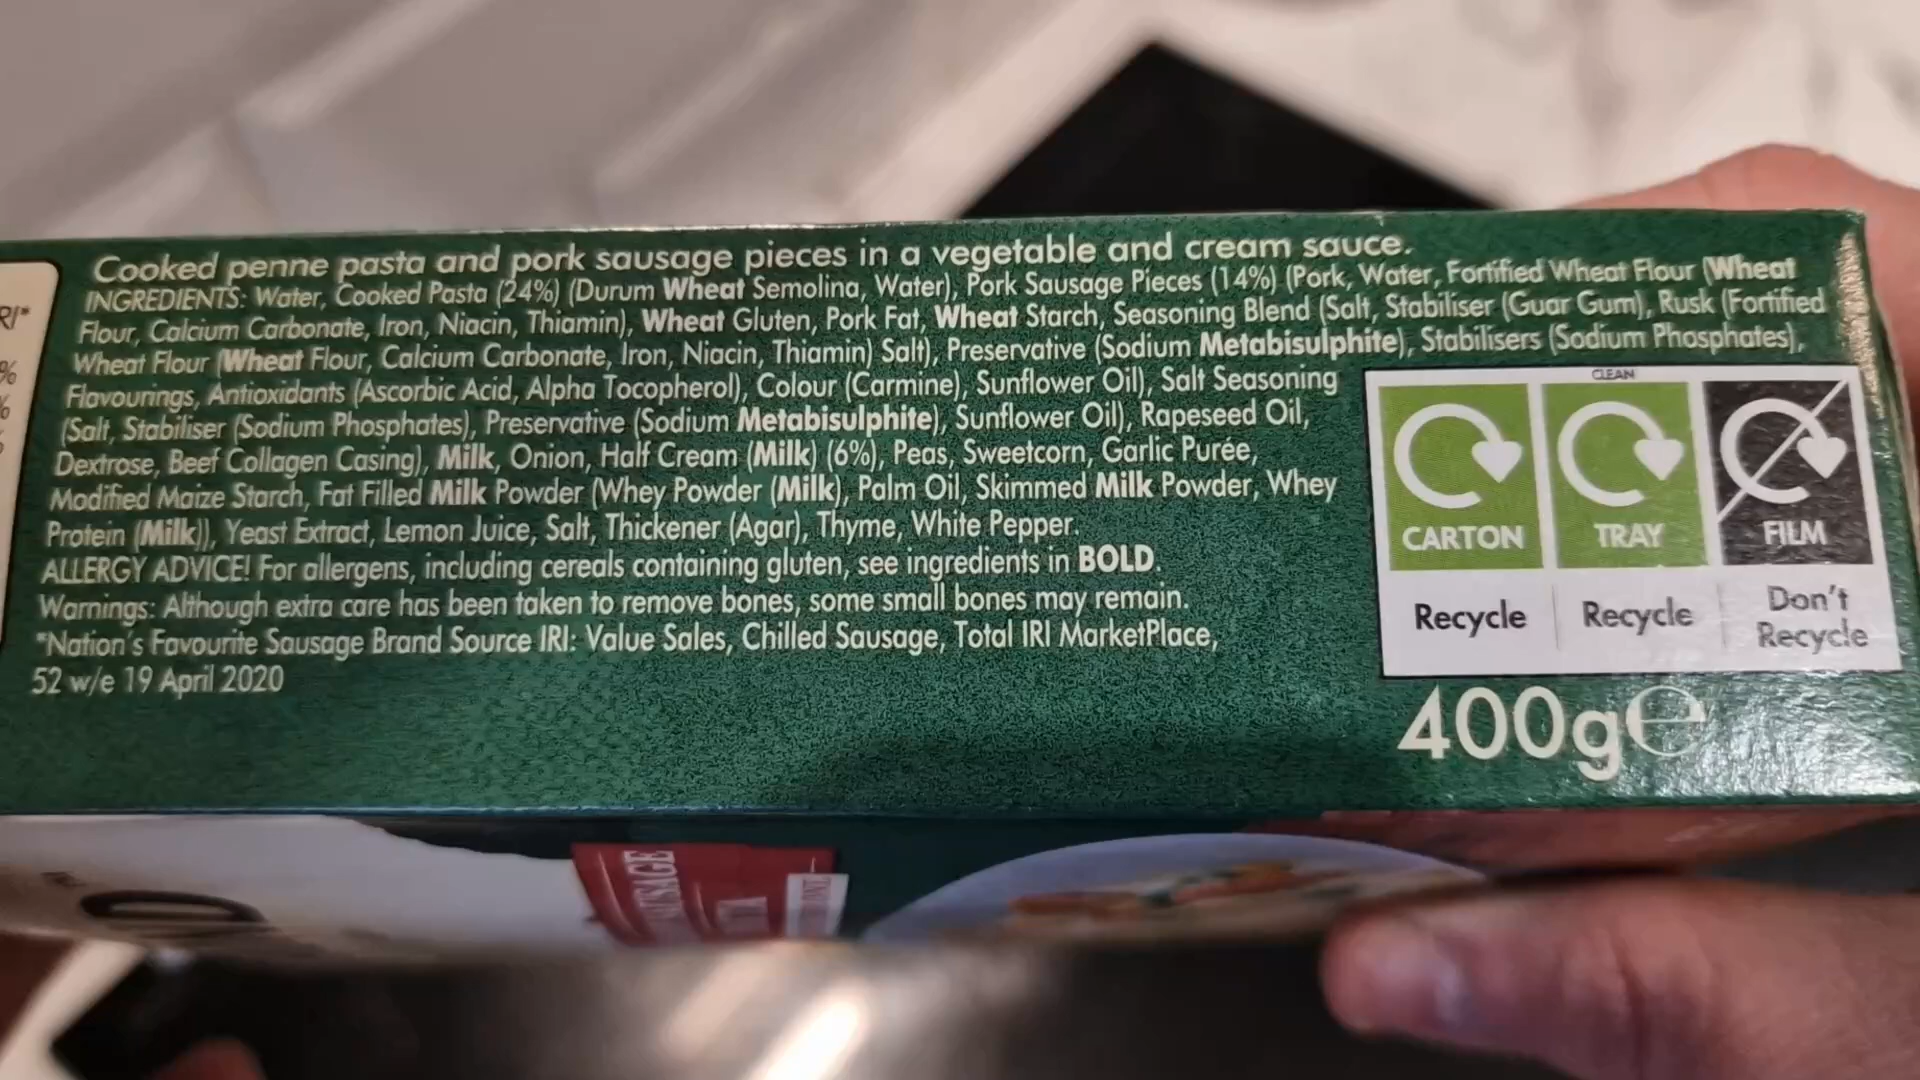 Cooked penne pasta and pork sausage pieces in a vegetable and cream sauce.
INGREDIENTS: Water, Cooked Pasta (24%) (Durum Wheat Semolina, Water), Pork Sausage Pieces (14%) (Pork, Water, Fortified Wheat Flour (Wheat
Flour, Calcium Carbonate, Iron, Niacin, Thiamin), Wheat Gluten, Pork Fat, Wheat Starch, Seasoning Blend (Salt, Stabiliser (Guar Gum), Rusk (Fortified
Wheat Flour (Wheat Flour, Calcium Carbonate, Iron, Niacin, Thiamin) Salt), Preservative (Sodium Metabisulphite), Stabilisers (Sodium Phosphates),
Flavourings, Antioxidants (Ascorbic Acid, Alpha Tocopherol), Colour (Carmine), Sunflower Oil), Salt Seasoning
(Salt, Stabiliser (Sodium Phosphates), Preservative (Sodium Metabisulphite), Sunflower Oil), Rapeseed Oil,
Dextrose, Beef Collagen Casing), Milk, Onion, Half Cream (Milk) (6%), Peas, Sweetcorn, Garlic Purée,
Modified Maize Starch, Fat Filled Milk Powder (Whey Powder (Milk), Palm Oil, Skimmed Milk Powder, Whey
Protein (Milk)), Yeast Extract, Lemon Juice, Salt, Thickener (Agar), Thyme, White Pepper.
ALLERGY ADVICE! For allergens, including cereals containing gluten, see ingredients in BOLD.
Warnings: Although extra care has been taken to remove bones, some small bones may remain.
*Nation's Favourite Sausage Brand Source IRI: Value Sales, Chilled Sausage, Total IRI MarketPlace,
52 w/e 19 April 2020
CLEAN
CARTON TRAY FILM
Recycle Recycle Don't
Recycle
400g℮
SAUSAGE